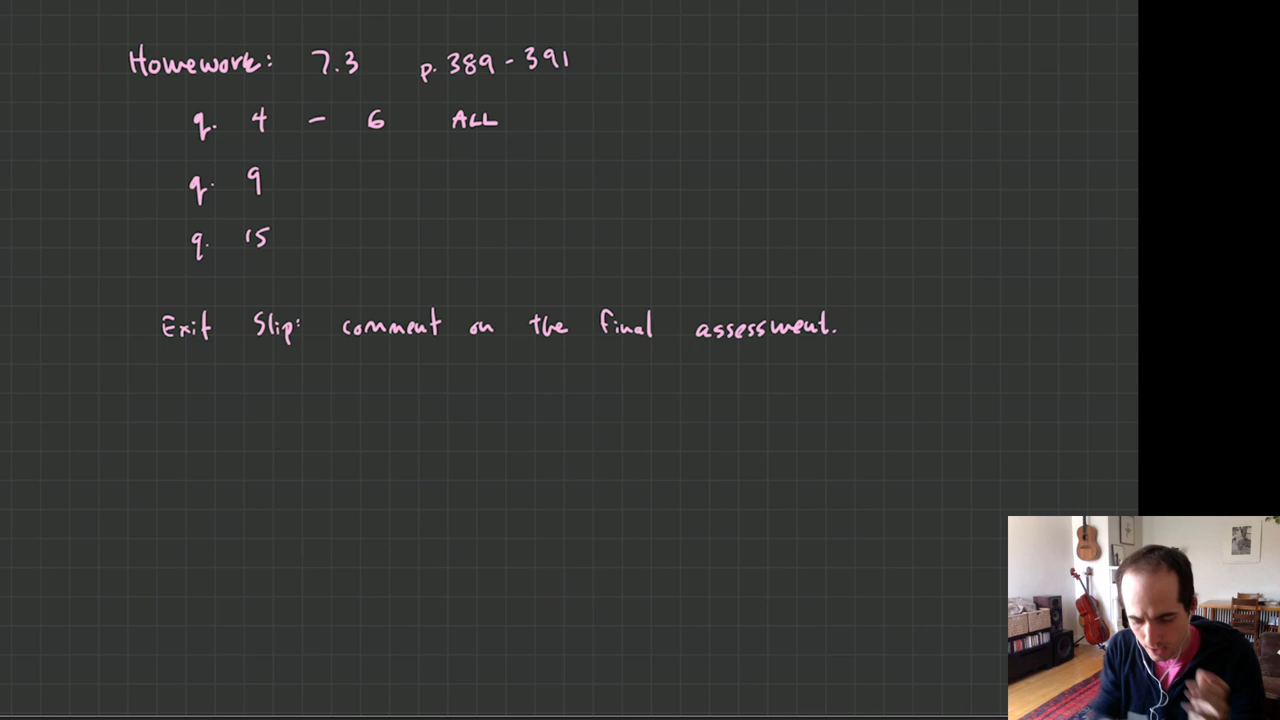 Homework: 7.3 p. 389 - 391
q. 4 - 6 ALL
q. 9
q. 15
Exit Slip: comment on the final assessment.